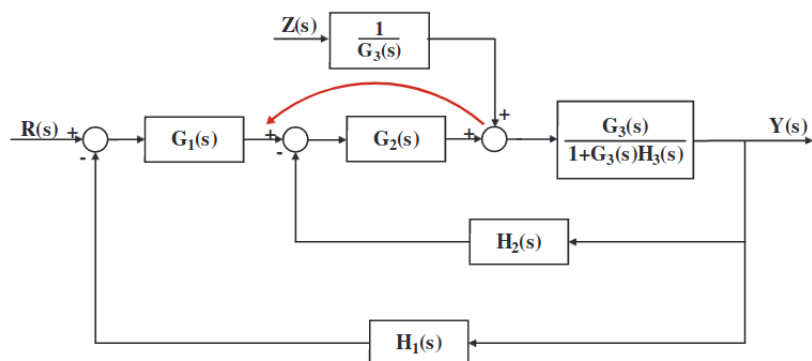 Z(s)
1
G₃(s)
+
R(s)
+
-
G₁(s)
+
-
G₂(s)
+
G₃(s)
1+G₃(s)H₃(s)
Y(s)
H₂(s)
H₁(s)